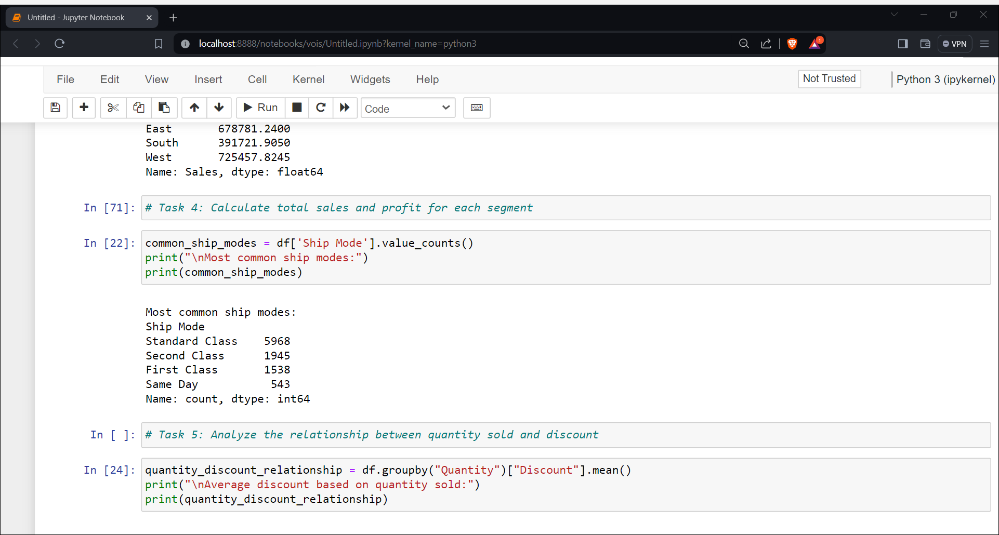 Untitled - Jupyter Notebook
localhost:8888/notebooks/vois/Untitled.ipynb?kernel_name=python3
1
VPN
File Edit View Insert Cell Kernel Widgets Help
Not Trusted
Python 3 (ipykernel)
Run
Code
East       678781.2400
South      391721.9050
West       725457.8245
Name: Sales, dtype: float64
In [71]: # Task 4: Calculate total sales and profit for each segment
In [22]: common_ship_modes = df['Ship Mode'].value_counts()
print("\nMost common ship modes:")
print(common_ship_modes)
Most common ship modes:
Ship Mode
Standard Class    5968
Second Class      1945
First Class       1538
Same Day           543
Name: count, dtype: int64
In [ ]: # Task 5: Analyze the relationship between quantity sold and discount
In [24]: quantity_discount_relationship = df.groupby("Quantity")["Discount"].mean()
print("\nAverage discount based on quantity sold:")
print(quantity_discount_relationship)